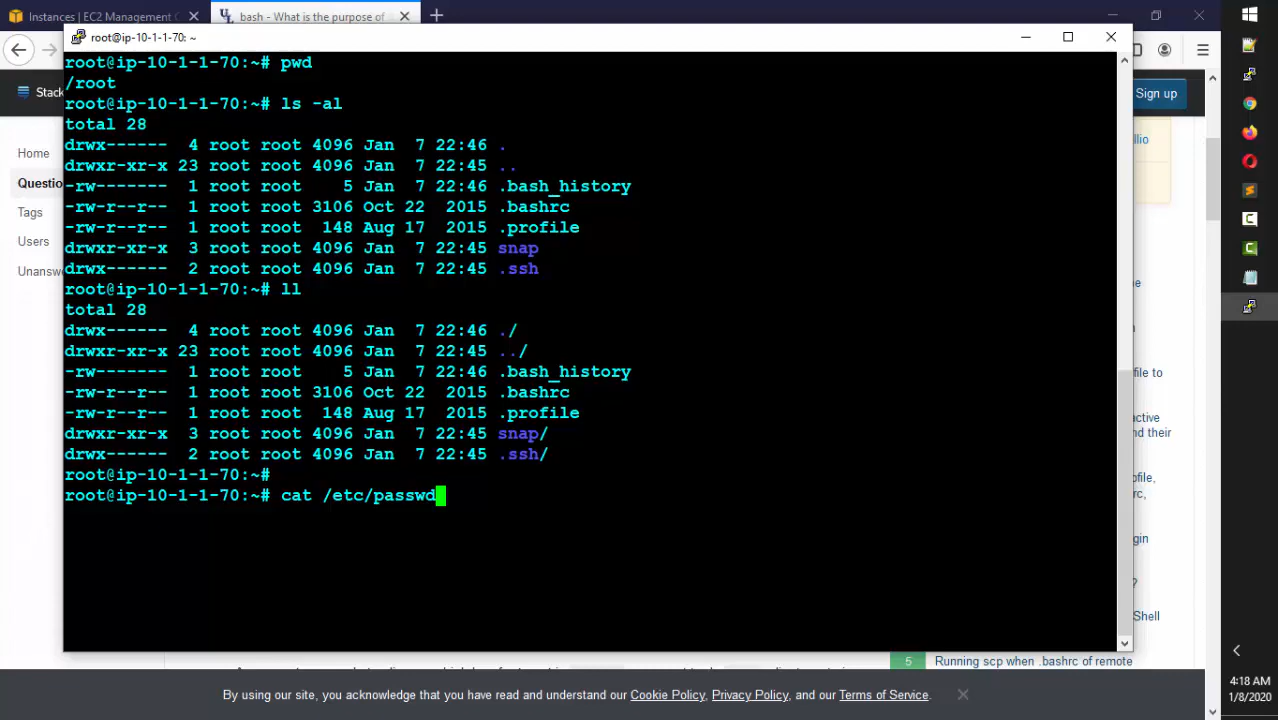 Instances | EC2 Management C
bash - What is the purpose of
root@ip-10-1-1-70: ~
root@ip-10-1-1-70:~# pwd
/root
root@ip-10-1-1-70:~# ls -al
total 28
drwx------ 4 root root 4096 Jan 7 22:46 .
drwxr-xr-x 23 root root 4096 Jan 7 22:45 ..
-rw------- 1 root root 5 Jan 7 22:46 .bash_history
-rw-r--r-- 1 root root 3106 Oct 22 2015 .bashrc
-rw-r--r-- 1 root root 148 Aug 17 2015 .profile
drwxr-xr-x 3 root root 4096 Jan 7 22:45 snap
drwx------ 2 root root 4096 Jan 7 22:45 .ssh
root@ip-10-1-1-70:~# ll
total 28
drwx------ 4 root root 4096 Jan 7 22:46 ./
drwxr-xr-x 23 root root 4096 Jan 7 22:45 ../
-rw------- 1 root root 5 Jan 7 22:46 .bash_history
-rw-r--r-- 1 root root 3106 Oct 22 2015 .bashrc
-rw-r--r-- 1 root root 148 Aug 17 2015 .profile
drwxr-xr-x 3 root root 4096 Jan 7 22:45 snap/
drwx------ 2 root root 4096 Jan 7 22:45 .ssh/
root@ip-10-1-1-70:~#
root@ip-10-1-1-70:~# cat /etc/passwd
Stack
Home
Questio
Tags
Users
Unansw
Sign up
llio
e
n
file to
active
nd their
ofile,
ogin
?
Shell
5 Running scp when .bashrc of remote
By using our site, you acknowledge that you have read and understand our Cookie Policy, Privacy Policy, and our Terms of Service.
4:18 AM
1/8/2020